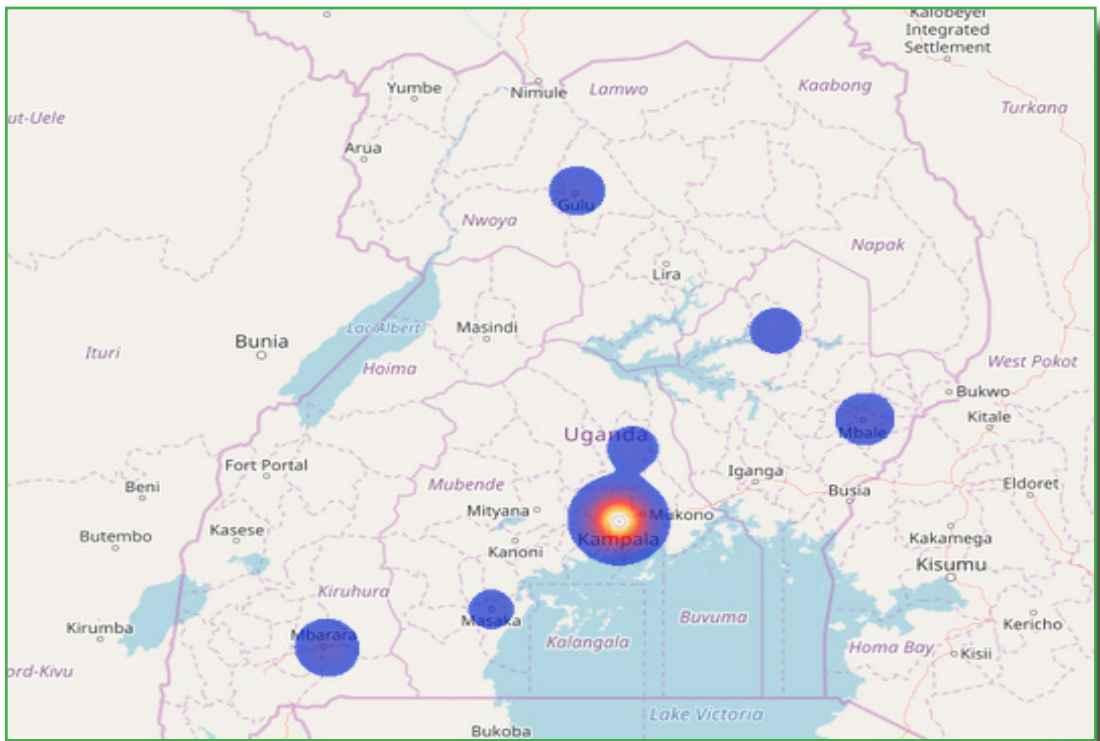 Kalobeyei
Integrated
Settlement
Yumbe
Nimule
Lamwo
Kaabong
Turkana
ut-Uele
Arua
Gulu
Nwoya
Napak
Lira
Lac Albert
Masindi
Bunia
Ituri
Hoima
West Pokot
Bukwo
Kitale
Mbale
Uganda
Fort Portal
Iganga
Beni
Mubende
Eldoret
Busia
Mityana
Mukono
Butembo
Kasese
Kampala
Kakamega
Kanoni
Kisumu
Kiruhura
Masaka
Buvuma
Kirumba
Mbarara
Kericho
Kalangala
Homa Bay
Kisii
ord-Kivu
Lake Victoria
Bukoba